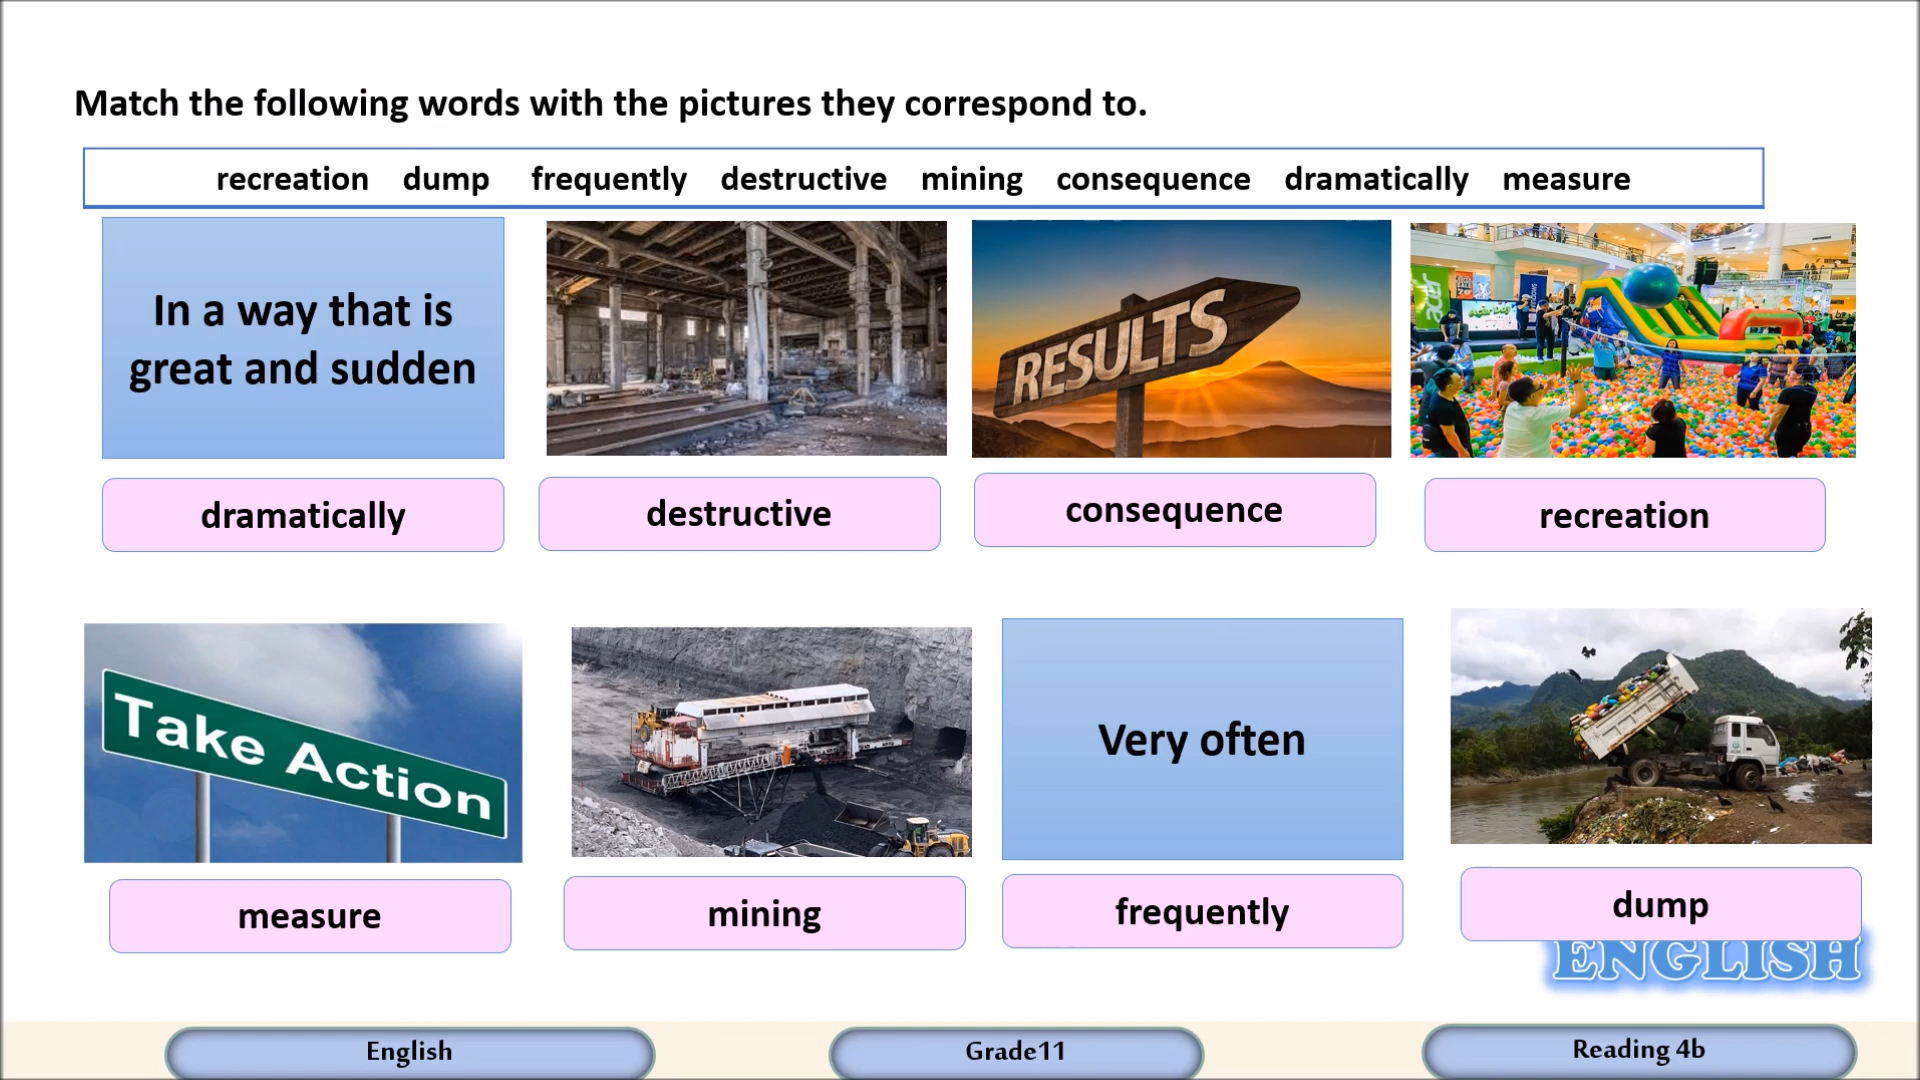 Match the following words with the pictures they correspond to.
recreation dump frequently destructive mining consequence dramatically measure
In a way that is
great and sudden
RESULTS
acer
dramatically
destructive
consequence
recreation
Take Action
Very often
measure
mining
frequently
dump
ENGLISH
English
Grade11
Reading 4b